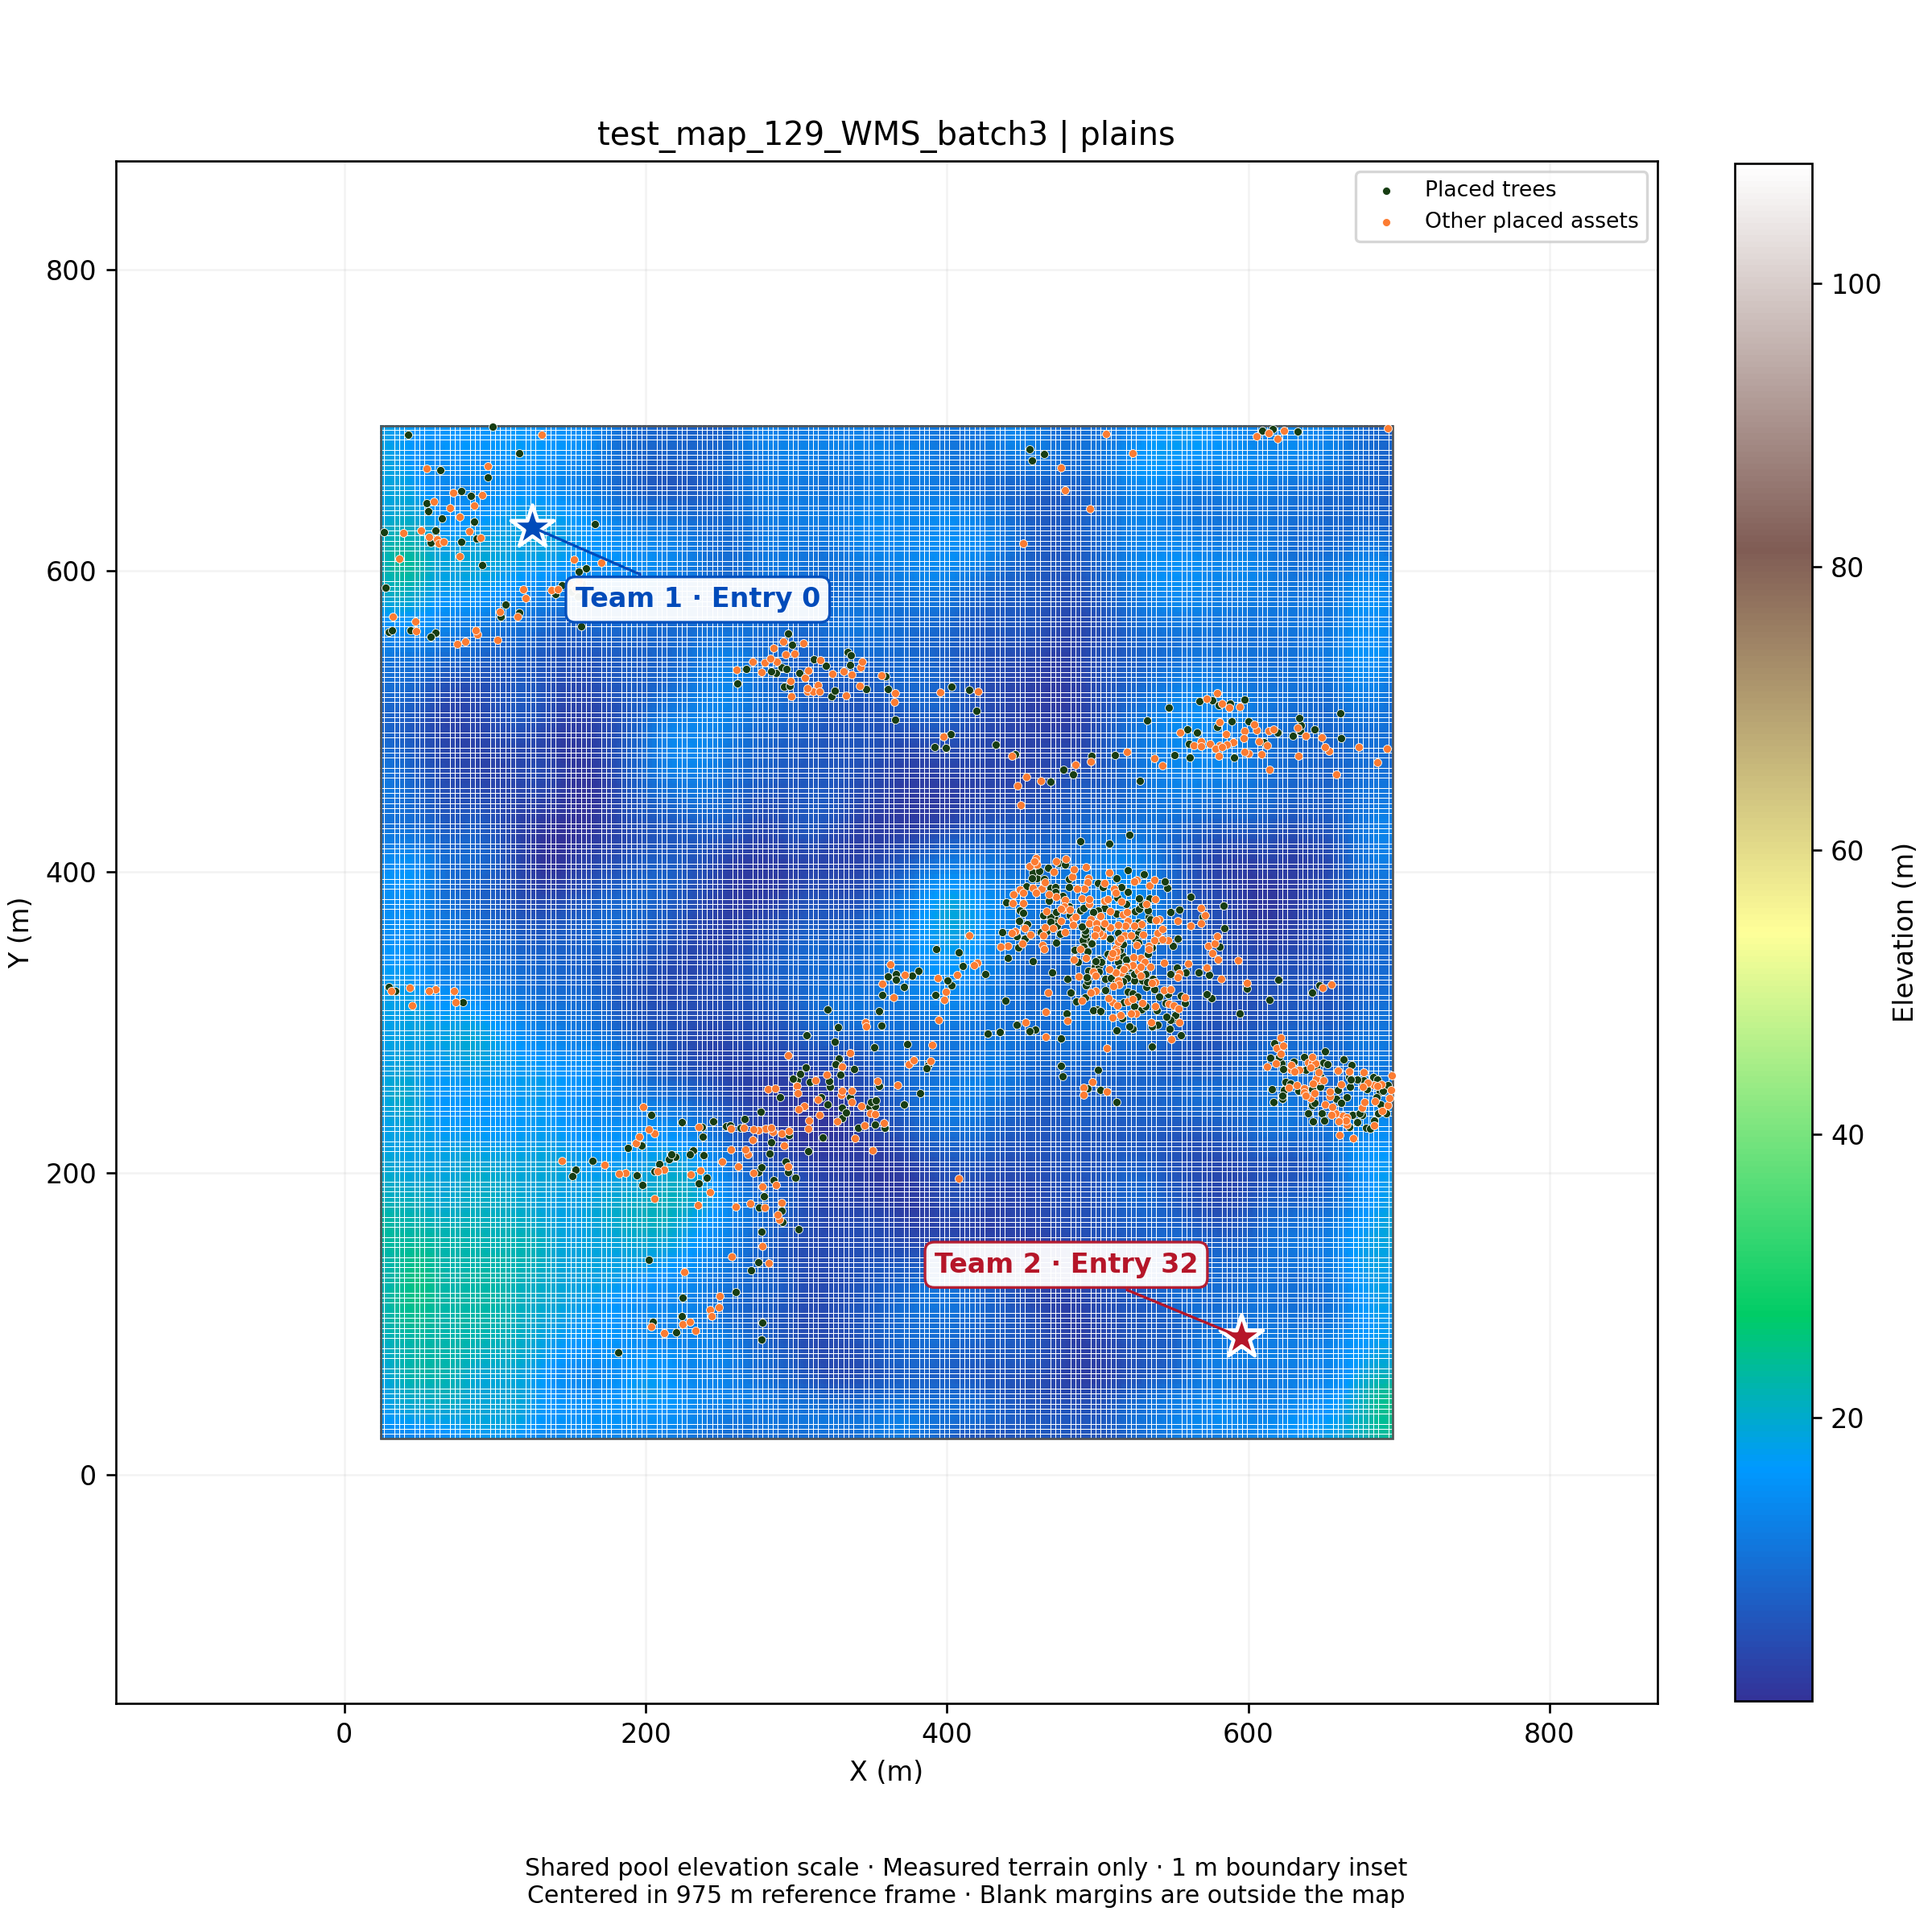 test_map_129_WMS_batch3 | plains
Placed trees
Other placed assets
Team 1 · Entry 0
Team 2 · Entry 32
800
600
400
200
0
0
200
400
600
800
X (m)
Y (m)
100
80
60
40
20
Elevation (m)
Shared pool elevation scale · Measured terrain only · 1 m boundary inset
Centered in 975 m reference frame · Blank margins are outside the map